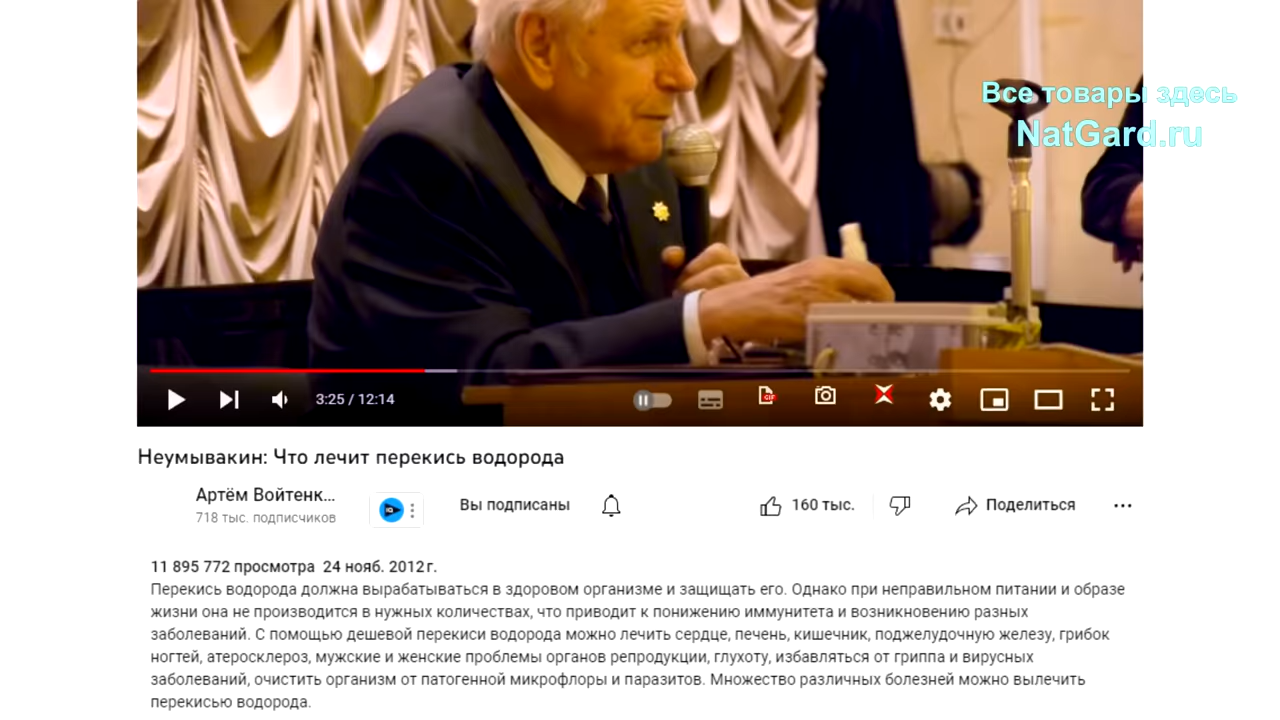 Все товары здесь
NatGard.ru
3:25 / 12:14
GIF
Неумывакин: Что лечит перекись водорода
Артём Войтенк...
718 тыс. подписчиков
Вы подписаны
160 тыс.
Поделиться
11 895 772 просмотра 24 нояб. 2012 г.
Перекись водорода должна вырабатываться в здоровом организме и защищать его. Однако при неправильном питании и образе
жизни она не производится в нужных количествах, что приводит к понижению иммунитета и возникновению разных
заболеваний. С помощью дешевой перекиси водорода можно лечить сердце, печень, кишечник, поджелудочную железу, грибок
ногтей, атеросклероз, мужские и женские проблемы органов репродукции, глухоту, избавляться от гриппа и вирусных
заболеваний, очистить организм от патогенной микрофлоры и паразитов. Множество различных болезней можно вылечить
перекисью водорода.